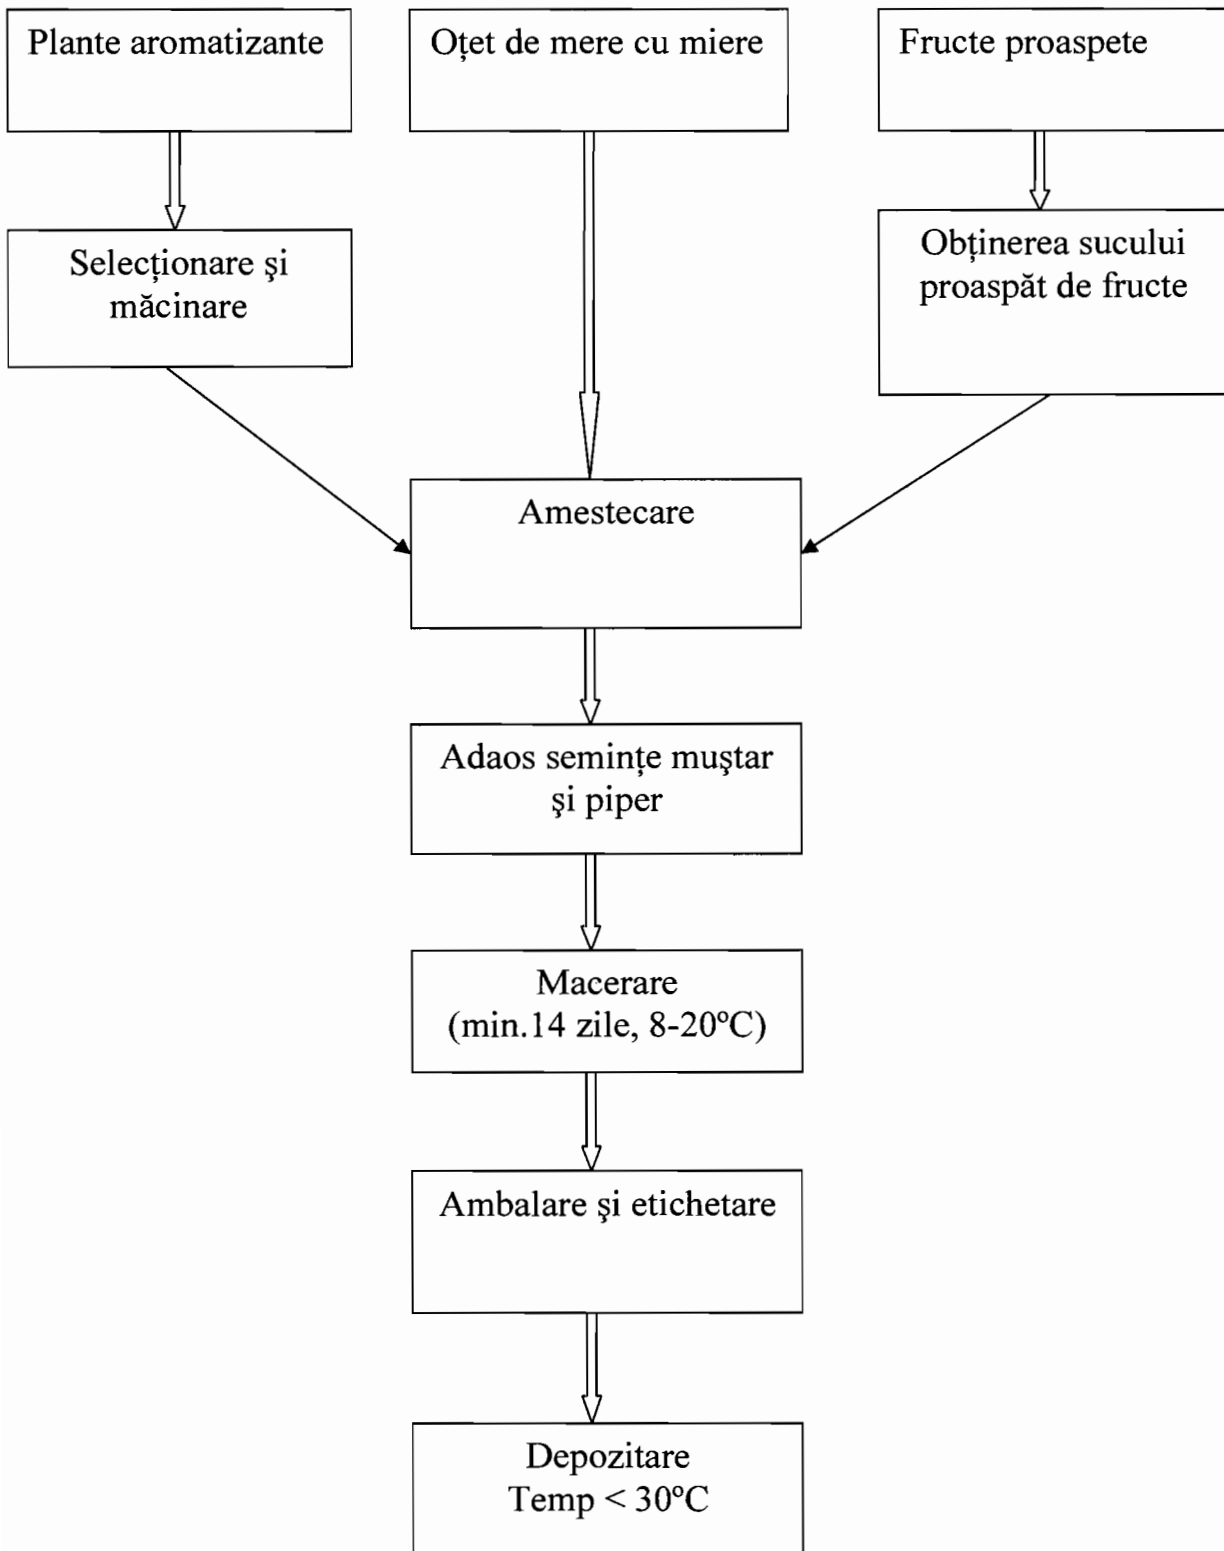 Plante aromatizante
Oțet de mere cu miere
Fructe proaspete
Selecționare şi
măcinare
Obținerea sucului
proaspăt de fructe
Amestecare
Adaos semințe muştar
şi piper
Macerare
(min.14 zile, 8-20ºC)
Ambalare şi etichetare
Depozitare
Temp < 30ºC